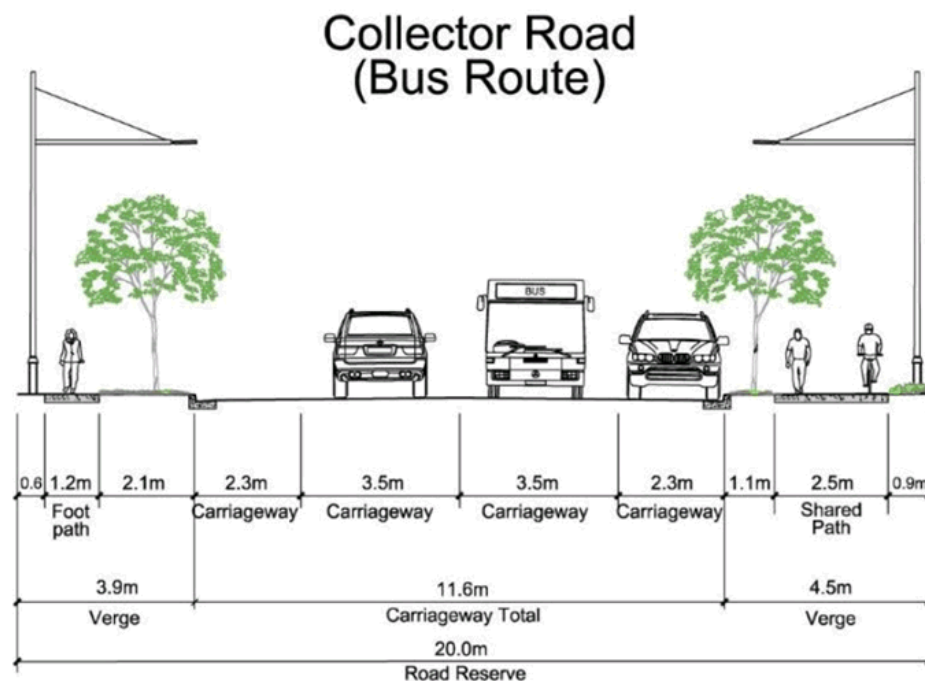 Collector Road
(Bus Route)
BUS
0.6 1.2m 2.1m 2.3m 3.5m 3.5m 2.3m 1.1m 2.5m 0.9m
Foot path Carriageway Carriageway Carriageway Carriageway Shared Path
3.9m 11.6m 4.5m
Verge Carriageway Total Verge
20.0m
Road Reserve